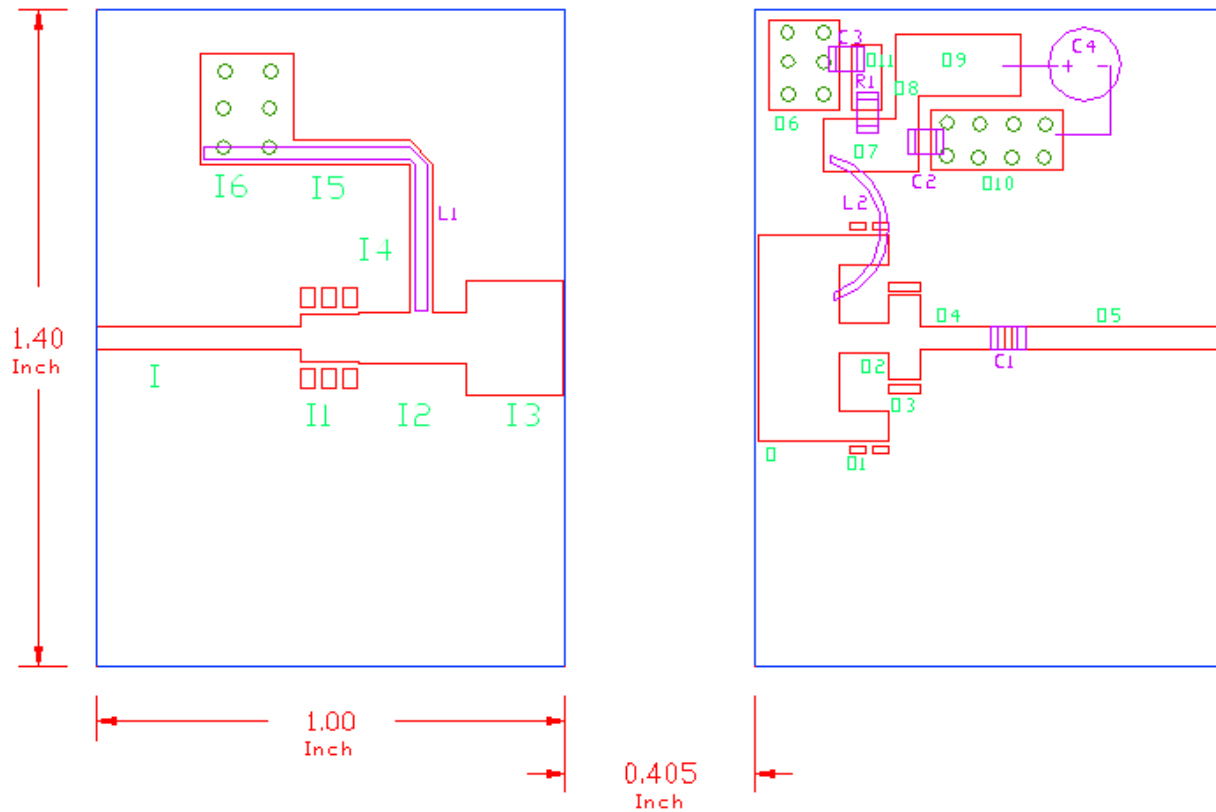 C3
C4
O11
O9
+ -
R1
O8
O6
O7
I6
I5
C2
O10
L1
L2
I4
1.40
Inch
O4
O5
I
C1
O2
I1
I2
I3
O3
O
O1
1.00
Inch
0.405
Inch